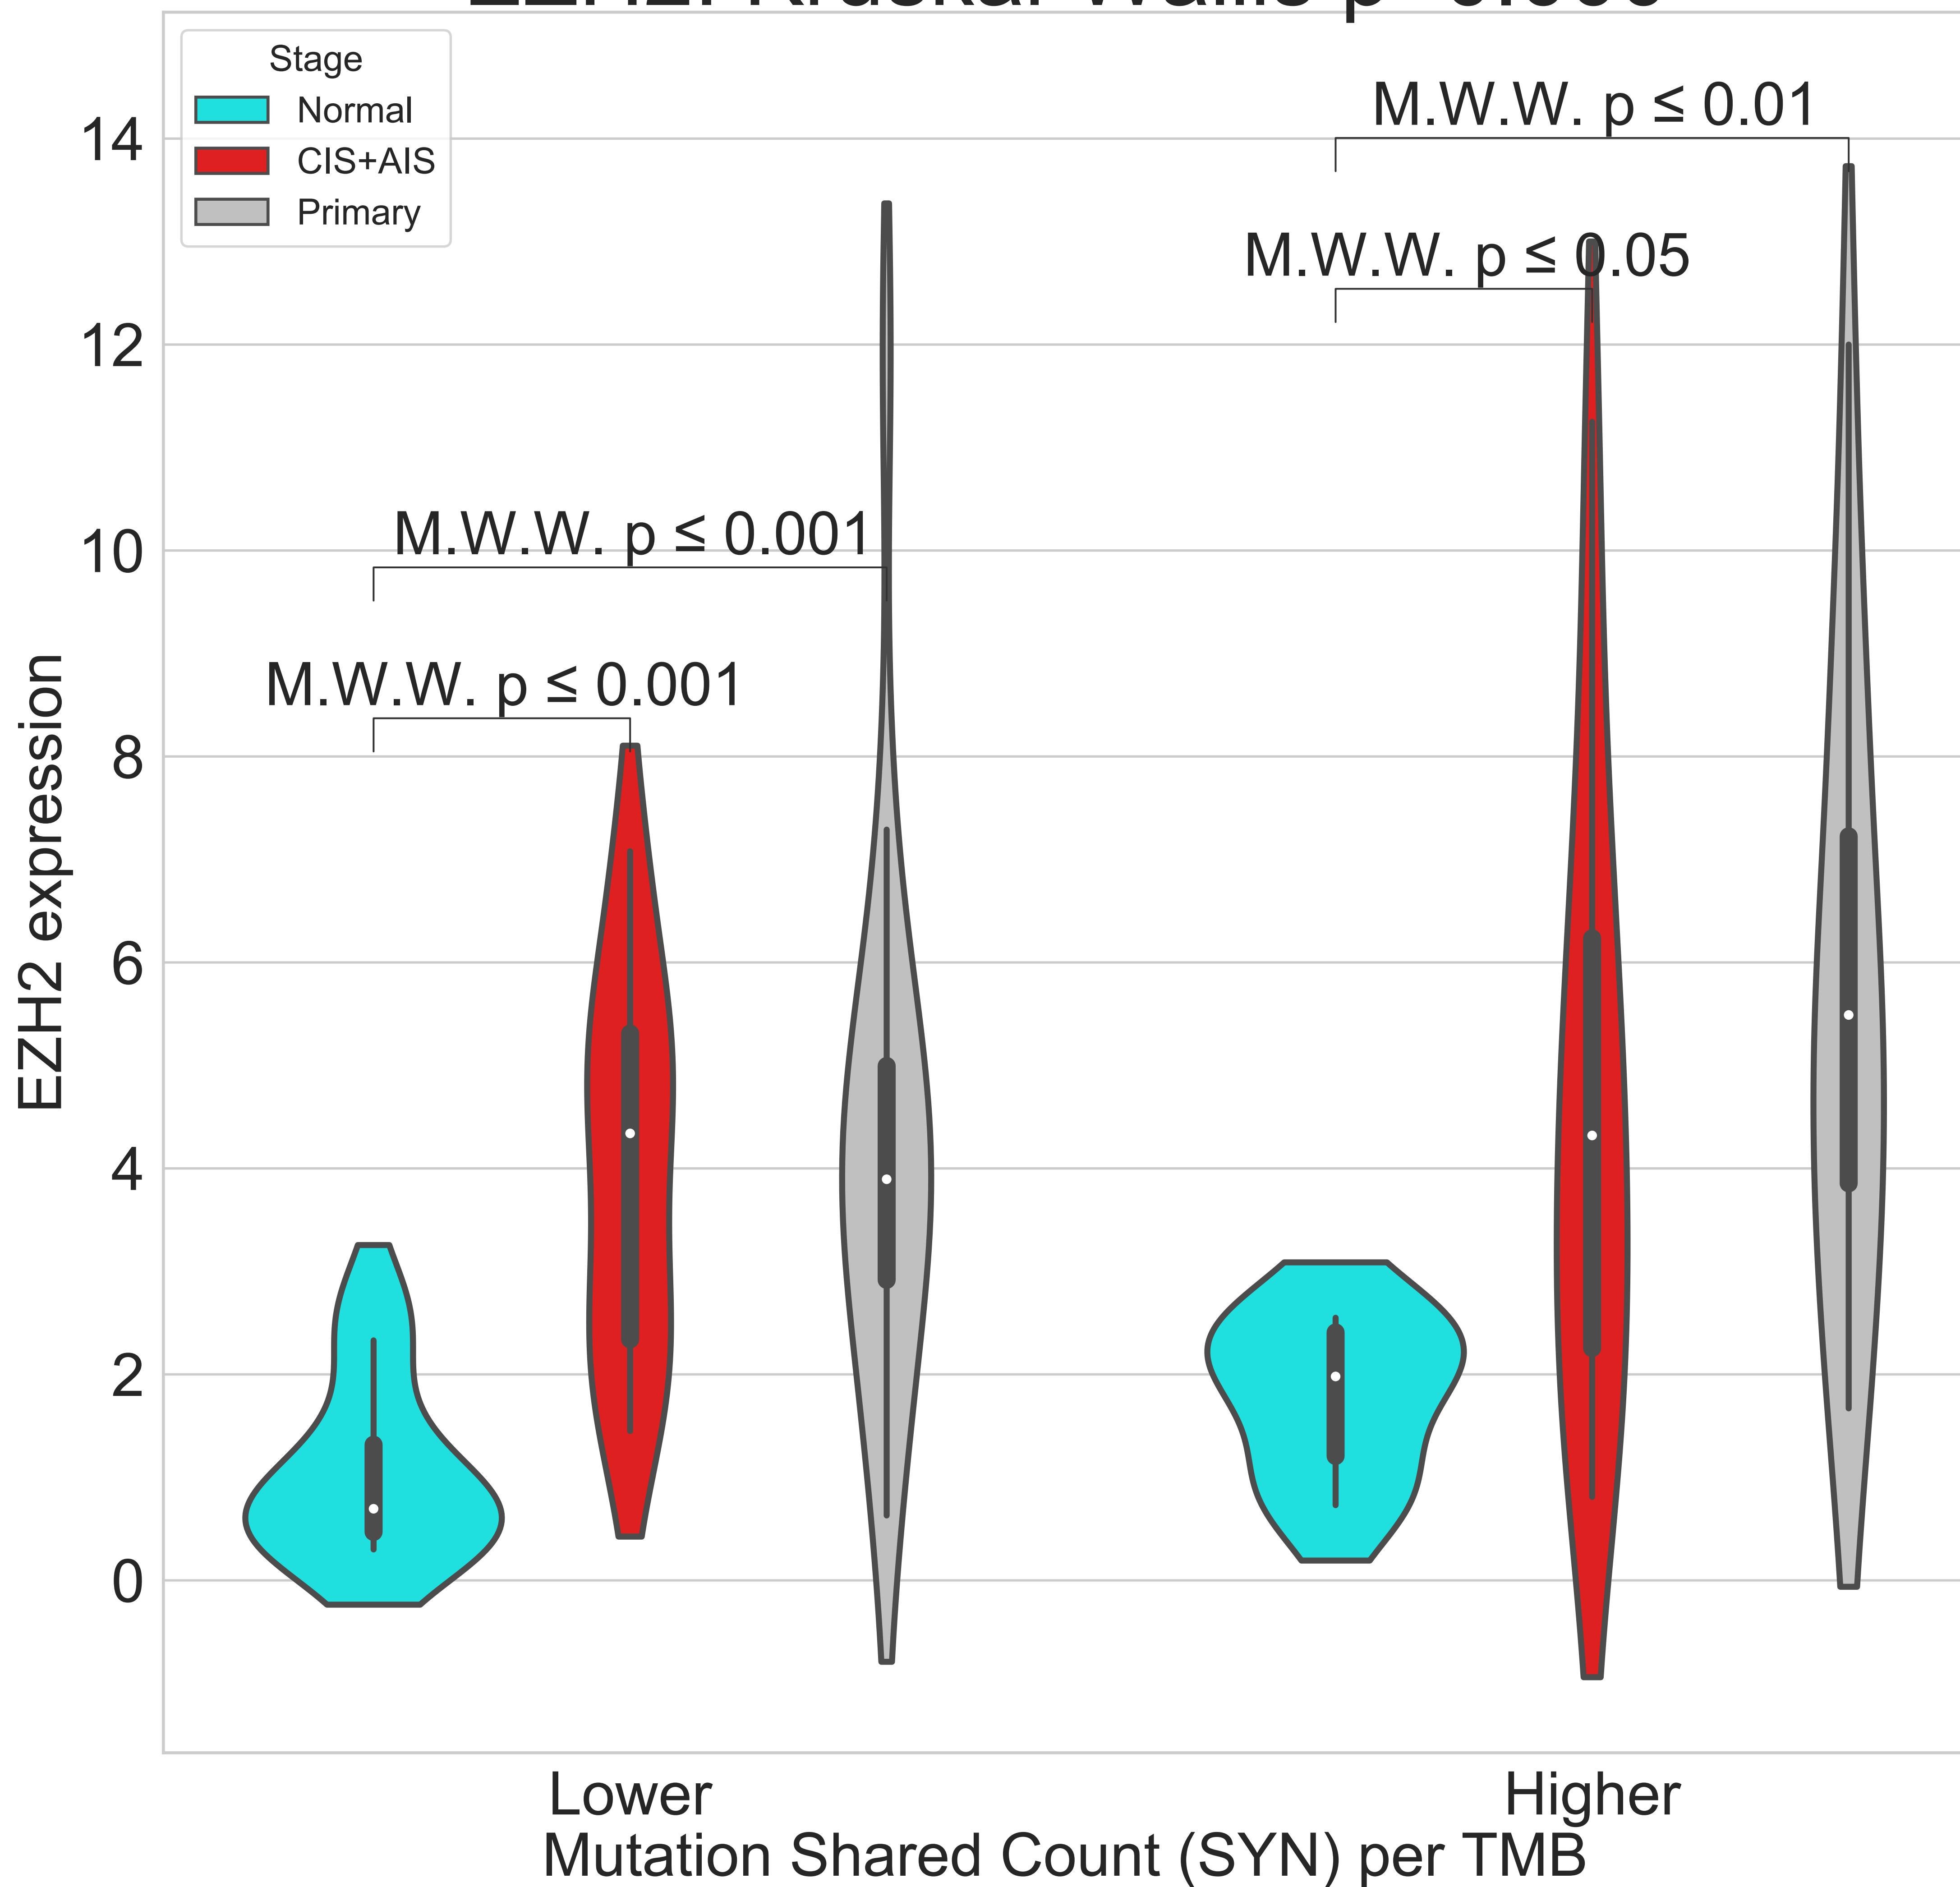 Stage
Normal
CIS+AIS
Primary
M.W.W. p ≤ 0.01
M.W.W. p ≤ 0.05
M.W.W. p ≤ 0.001
M.W.W. p ≤ 0.001
14
12
10
8
6
4
2
0
EZH2 expression
Lower
Higher
Mutation Shared Count (SYN) per TMB